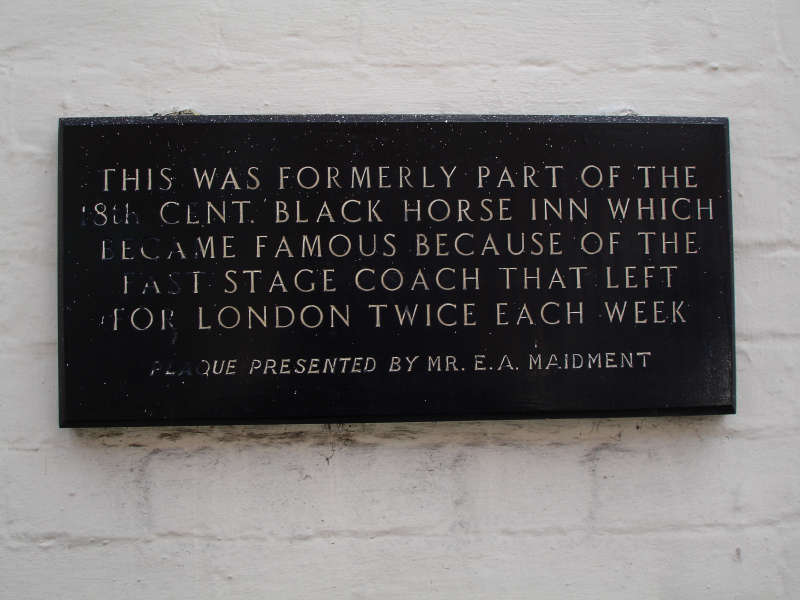 THIS WAS FORMERLY PART OF THE
18th CENT. BLACK HORSE INN WHICH
BECAME FAMOUS BECAUSE OF THE
FAST STAGE COACH THAT LEFT
FOR LONDON TWICE EACH WEEK
PLAQUE PRESENTED BY MR. E.A. MAIDMENT